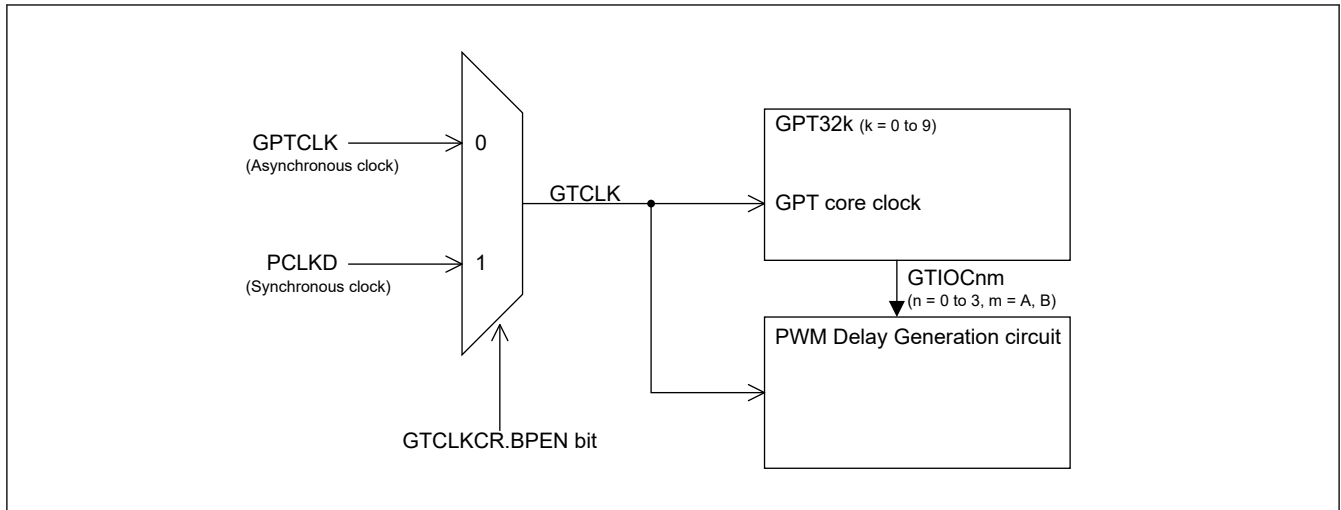 GPTCLK
(Asynchronous clock)
0
PCLKD
(Synchronous clock)
1
GTCLKCR.BPEN bit
GTCLK
GPT32k (k = 0 to 9)
GPT core clock
GTIOCnm
(n = 0 to 3, m = A, B)
PWM Delay Generation circuit